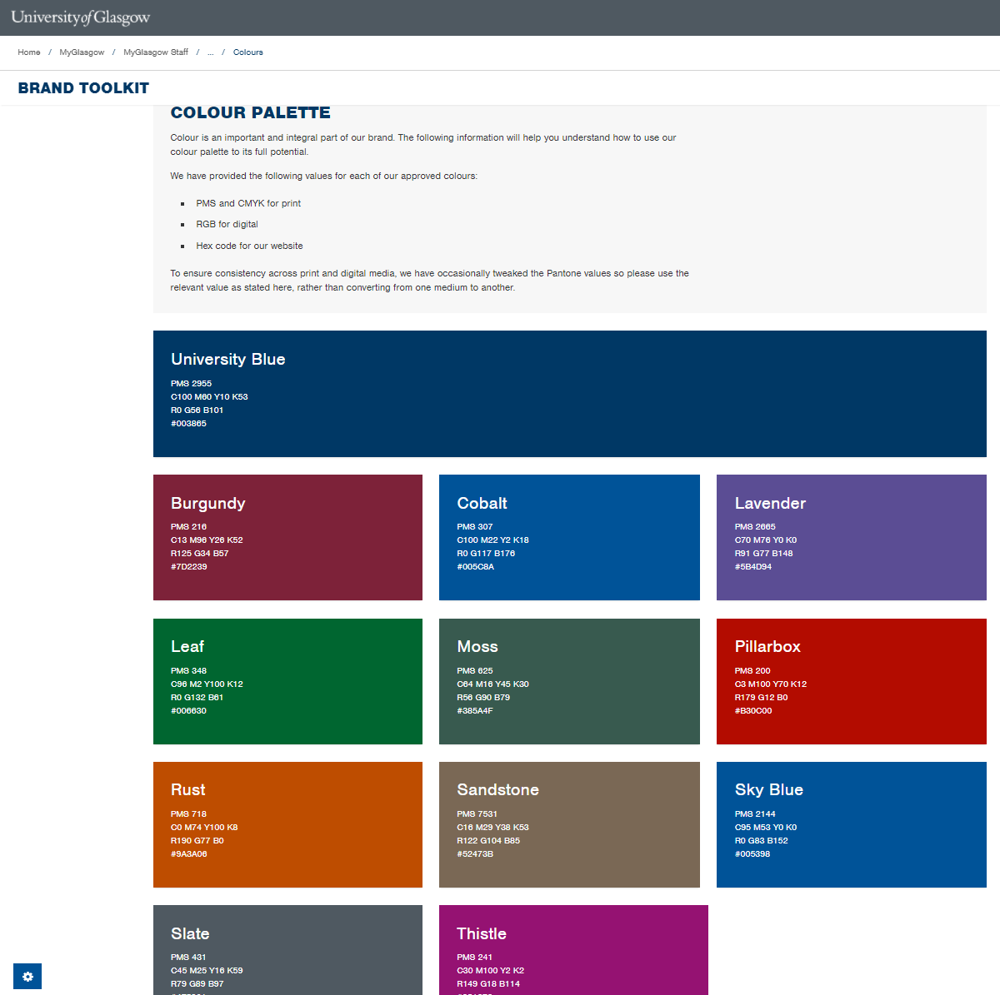 University of Glasgow
Home / MyGlasgow / MyGlasgow Staff / ... / Colours
BRAND TOOLKIT
COLOUR PALETTE
Colour is an important and integral part of our brand. The following information will help you understand how to use our
colour palette to its full potential.
We have provided the following values for each of our approved colours:
PMS and CMYK for print
RGB for digital
Hex code for our website
To ensure consistency across print and digital media, we have occasionally tweaked the Pantone values so please use the
relevant value as stated here, rather than converting from one medium to another.
University Blue
PMS 2955
C100 M60 Y10 K53
R0 G56 B101
#003865
Burgundy
PMS 216
C13 M96 Y26 K52
R125 G34 B57
#7D2239
Cobalt
PMS 307
C100 M22 Y2 K18
R0 G117 B176
#005C8A
Lavender
PMS 2665
C70 M76 Y0 K0
R91 G77 B148
#5B4D94
Leaf
PMS 348
C96 M2 Y100 K12
R0 G132 B61
#006630
Moss
PMS 625
C64 M16 Y45 K30
R56 G90 B79
#385A4F
Pillarbox
PMS 200
C3 M100 Y70 K12
R179 G12 B0
#B30C00
Rust
PMS 718
C0 M74 Y100 K8
R190 G77 B0
#9A3A06
Sandstone
PMS 7531
C16 M29 Y38 K53
R122 G104 B85
#52473B
Sky Blue
PMS 2144
C95 M53 Y0 K0
R0 G83 B152
#005398
Slate
PMS 431
C45 M25 Y16 K59
R79 G89 B97
Thistle
PMS 241
C30 M100 Y2 K2
R149 G18 B114